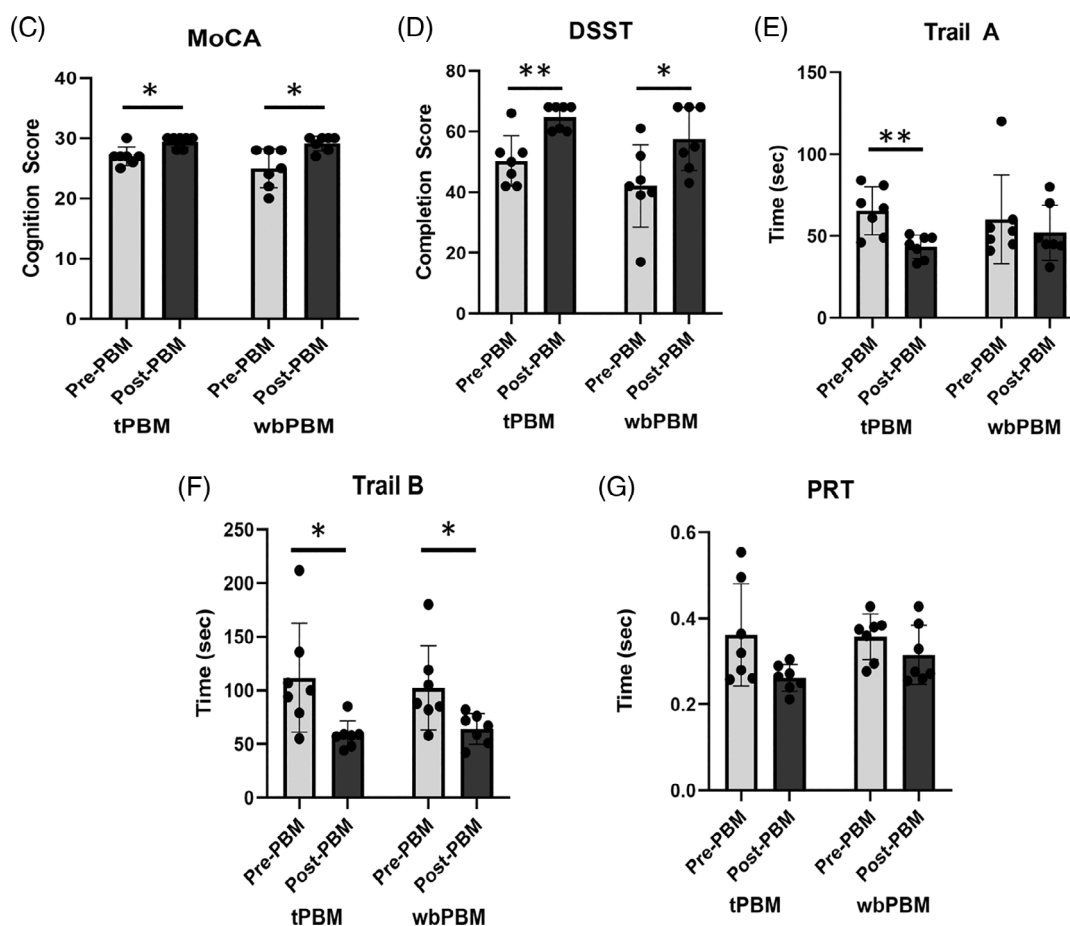 (C)
MoCA
Cognition Score
40
30
20
10
0
*
*
Pre-PBM
Post-PBM
Pre-PBM
Post-PBM
tPBM
wbPBM
(D)
DSST
Completion Score
80
60
40
20
0
**
*
Pre-PBM
Post-PBM
Pre-PBM
Post-PBM
tPBM
wbPBM
(E)
Trail A
Time (sec)
150
100
50
0
**
Pre-PBM
Post-PBM
Pre-PBM
Post-PBM
tPBM
wbPBM
(F)
Trail B
Time (sec)
250
200
150
100
50
0
*
*
Pre-PBM
Post-PBM
Pre-PBM
Post-PBM
tPBM
wbPBM
(G)
PRT
Time (sec)
0.6
0.4
0.2
0.0
Pre-PBM
Post-PBM
Pre-PBM
Post-PBM
tPBM
wbPBM